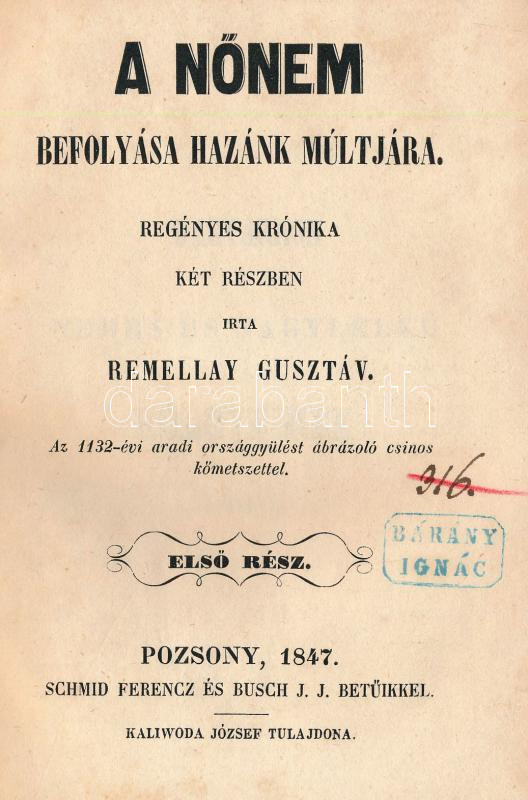 A NŐNEM
BEFOLYÁSA HAZÁNK MÚLTJÁRA.
REGÉNYES KRÓNIKA
KÉT RÉSZBEN
IRTA
REMELLAY GUSZTÁV.
darabanth
Az 1132-évi aradi országgyülést ábrázoló csinos
kőmetszettel.
316.
BÁRÁNY
IGNÁC
ELSŐ RÉSZ.
POZSONY, 1847.
SCHMID FERENCZ ÉS BUSCH J. J. BETŰIKKEL.
KALIWODA JÓZSEF TULAJDONA.